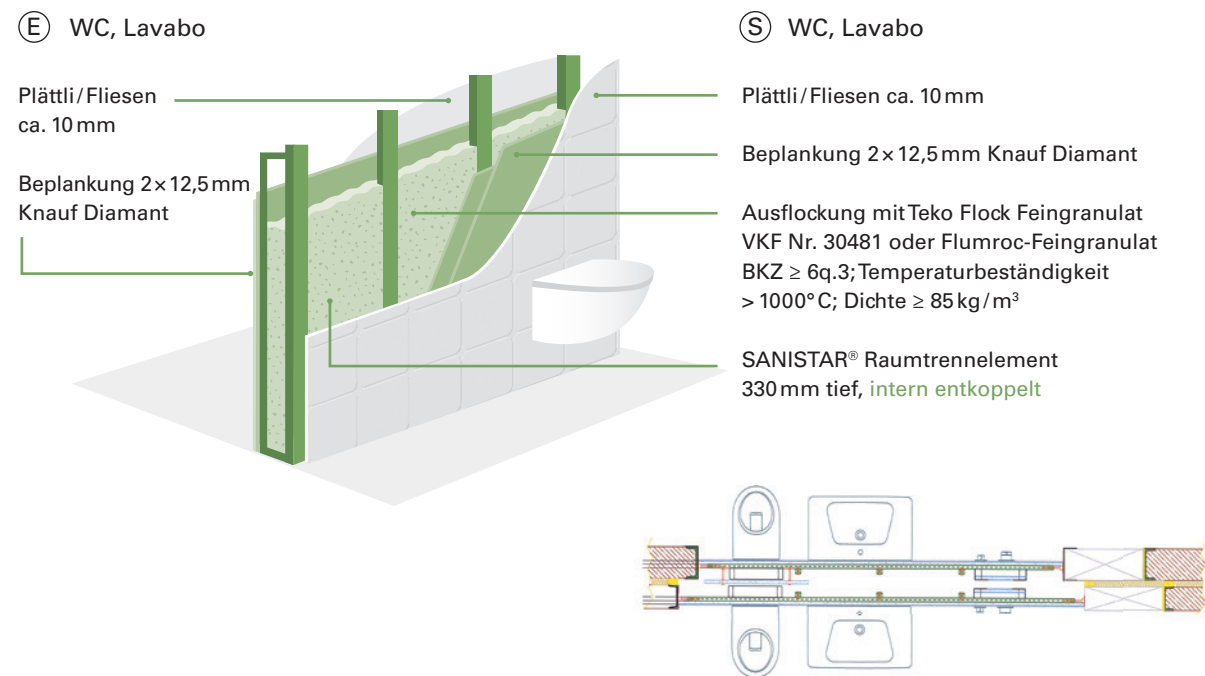 E WC, Lavabo
Plättli/Fliesen
ca. 10 mm
Beplankung 2×12,5 mm
Knauf Diamant
S WC, Lavabo
Plättli/Fliesen ca. 10 mm
Beplankung 2×12,5 mm Knauf Diamant
Ausflockung mit Teko Flock Feingranulat
VKF Nr. 30481 oder Flumroc-Feingranulat
BKZ ≥ 6q.3; Temperaturbeständigkeit
> 1000° C; Dichte ≥ 85 kg/m³
SANISTAR® Raumtrennelement
330 mm tief, intern entkoppelt